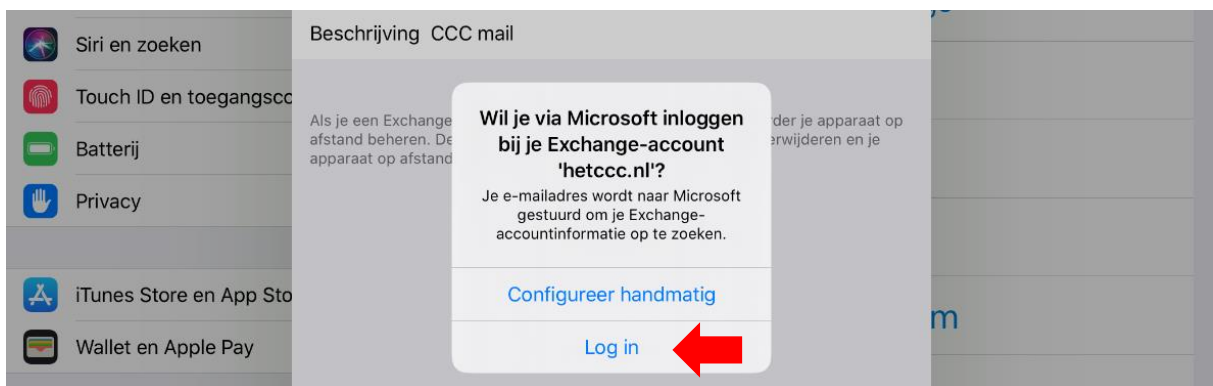 Siri en zoeken
Touch ID en toegangsco
Batterij
Privacy
iTunes Store en App Sto
Wallet en Apple Pay
Beschrijving CCC mail
Als je een Exchange der je apparaat op
afstand beheren. De erwijderen en je
apparaat op afstand
Wil je via Microsoft inloggen
bij je Exchange-account
'hetccc.nl'?
Je e-mailadres wordt naar Microsoft
gestuurd om je Exchange-
accountinformatie op te zoeken.
Configureer handmatig
Log in
m